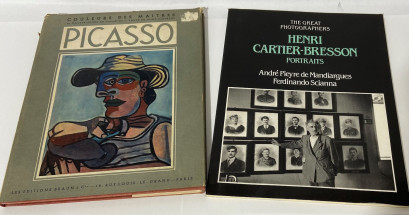 COULEURS DES MAITRES
PICASSO
THE GREAT
PHOTOGRAPHERS
HENRI
CARTIER-BRESSON
PORTRAITS
André Pieyre de Mandiargues
Ferdinando Scianna